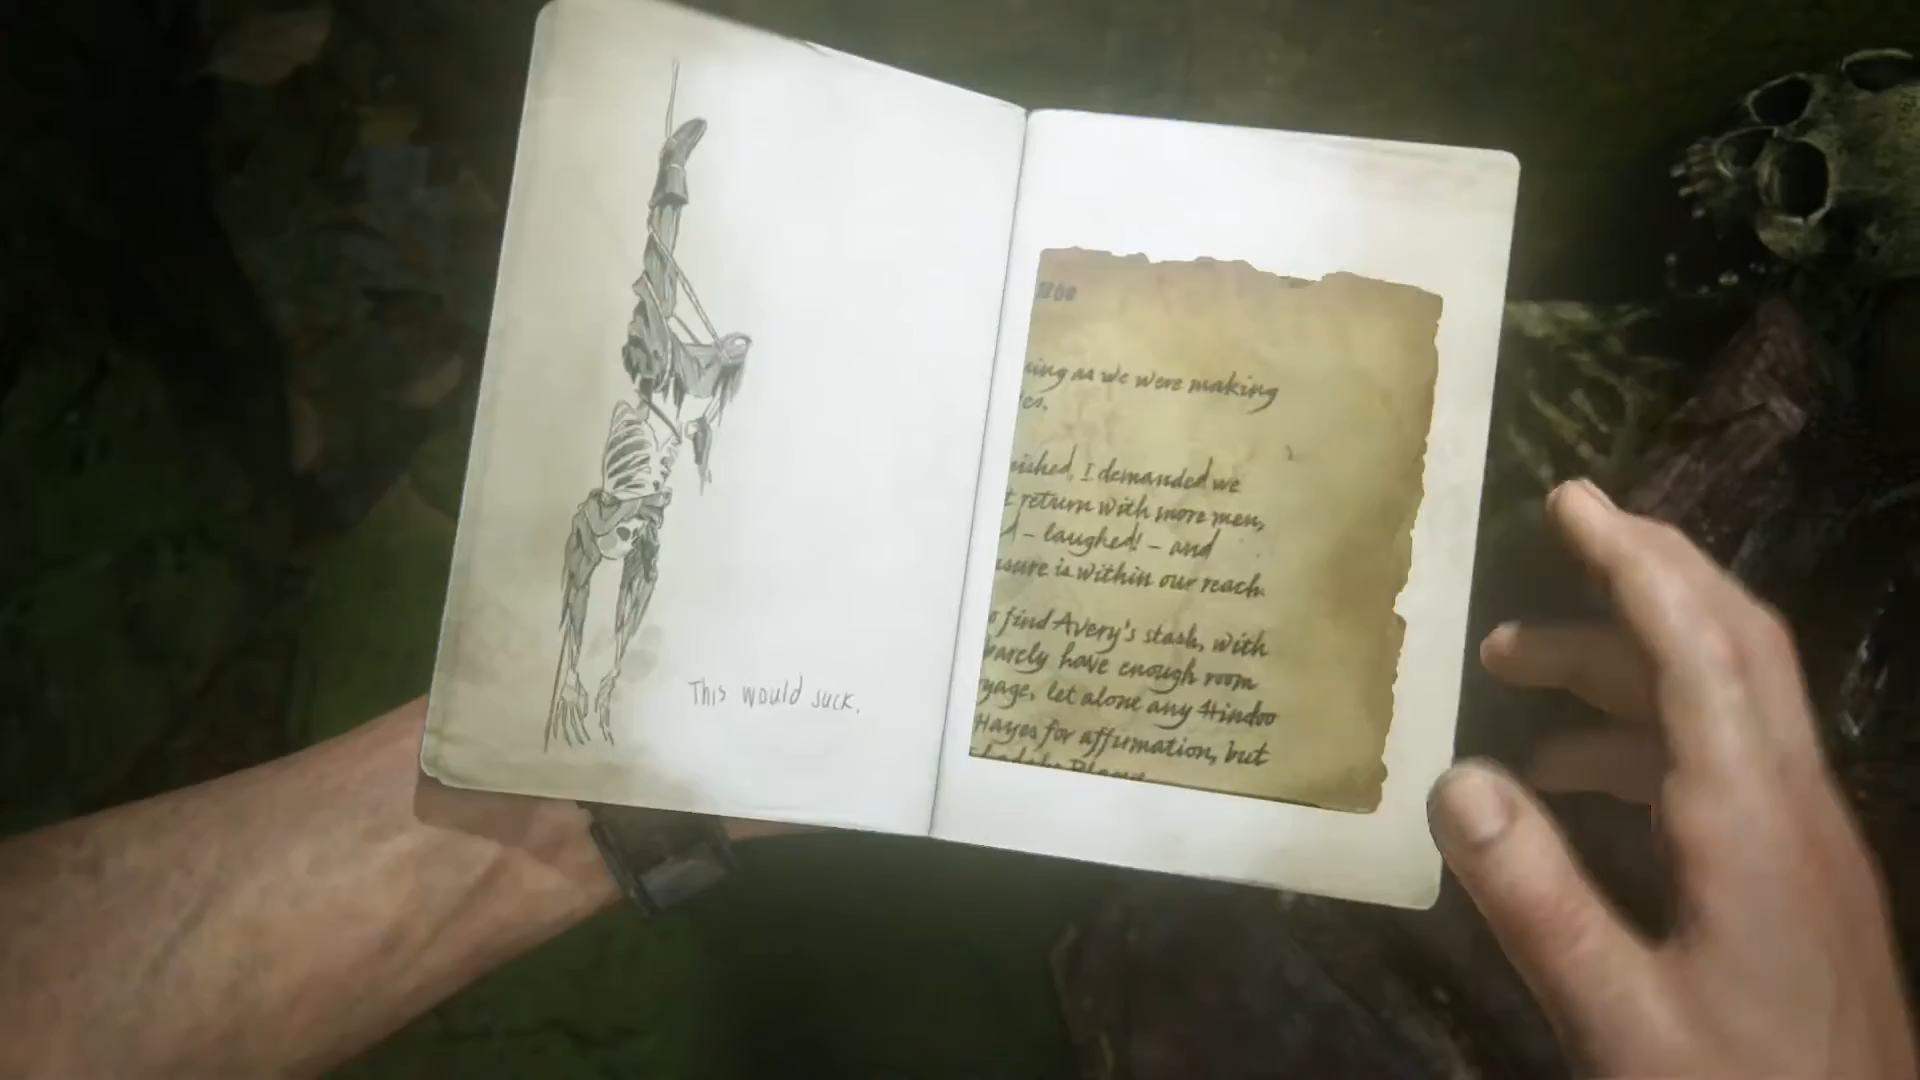 This would suck.
ing as we were making
es.
ished, I demanded we
t return with more men,
d - laughed! - and
asure is within our reach.
o find Avery's stash, with
barely have enough room
yage, let alone any Hindoo
Hayes for affirmation, but